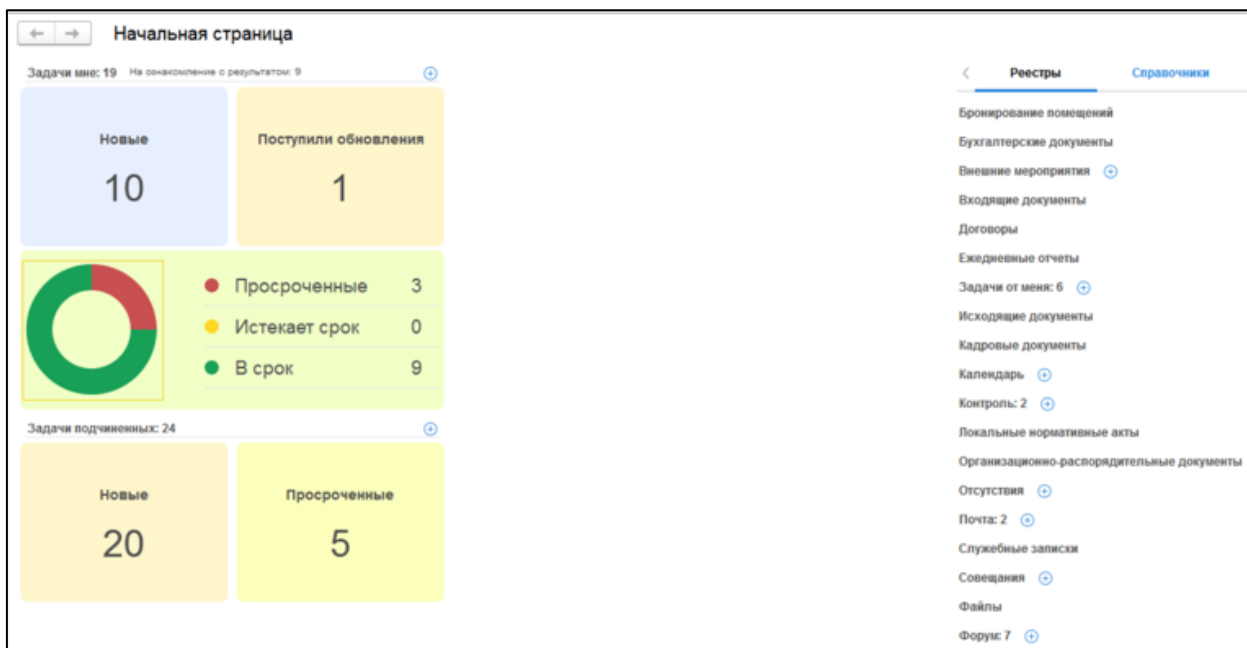 Начальная страница
Задачи мне: 19 На ознакомление с результатом: 9
Новые
10
Поступили обновления
1
Просроченные 3
Истекает срок 0
В срок 9
Задачи подчиненных: 24
Новые
20
Просроченные
5
Реестры Справочники
Бронирование помещений
Бухгалтерские документы
Внешние мероприятия
Входящие документы
Договоры
Ежедневные отчеты
Задачи от меня: 6
Исходящие документы
Кадровые документы
Календарь
Контроль: 2
Локальные нормативные акты
Организационно-распорядительные документы
Отсутствия
Почта: 2
Служебные записки
Совещания
Файлы
Форум: 7